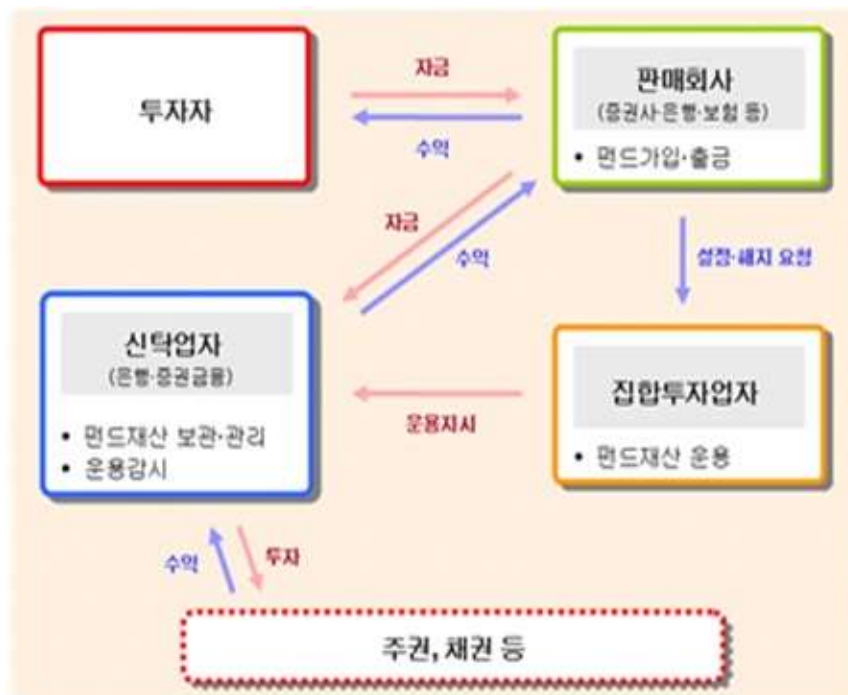 투자자
자금
수익
판매회사
(증권사·은행·보험 등)
• 펀드가입·출금
자금
수익
설정·해지 요청
신탁업자
(은행·증권금융)
• 펀드재산 보관·관리
• 운용감시
운용지시
집합투자업자
• 펀드재산 운용
수익
투자
주권, 채권 등